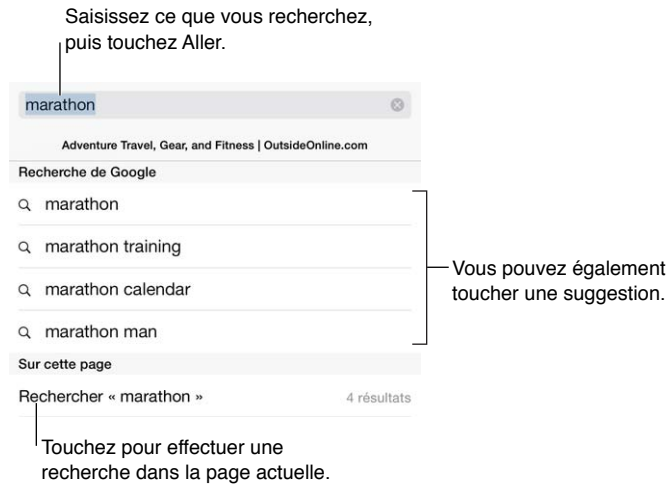 Saisissez ce que vous recherchez,
puis touchez Aller.
marathon
Adventure Travel, Gear, and Fitness | OutsideOnline.com
Recherche de Google
marathon
marathon training
marathon calendar
marathon man
Vous pouvez également
toucher une suggestion.
Sur cette page
Rechercher « marathon » 4 résultats
Touchez pour effectuer une
recherche dans la page actuelle.